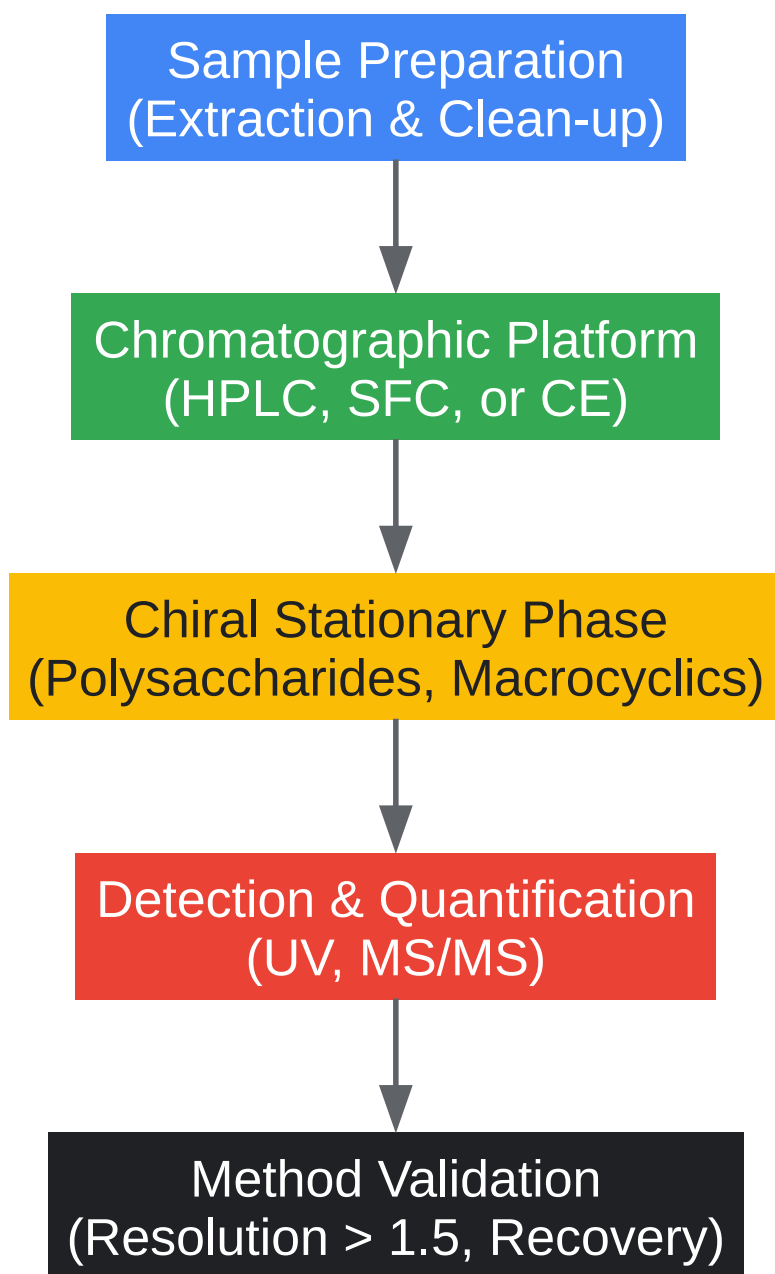 Sample Preparation
(Extraction & Clean-up)
Chromatographic Platform
(HPLC, SFC, or CE)
Chiral Stationary Phase
(Polysaccharides, Macrocyclics)
Detection & Quantification
(UV, MS/MS)
Method Validation
(Resolution > 1.5, Recovery)